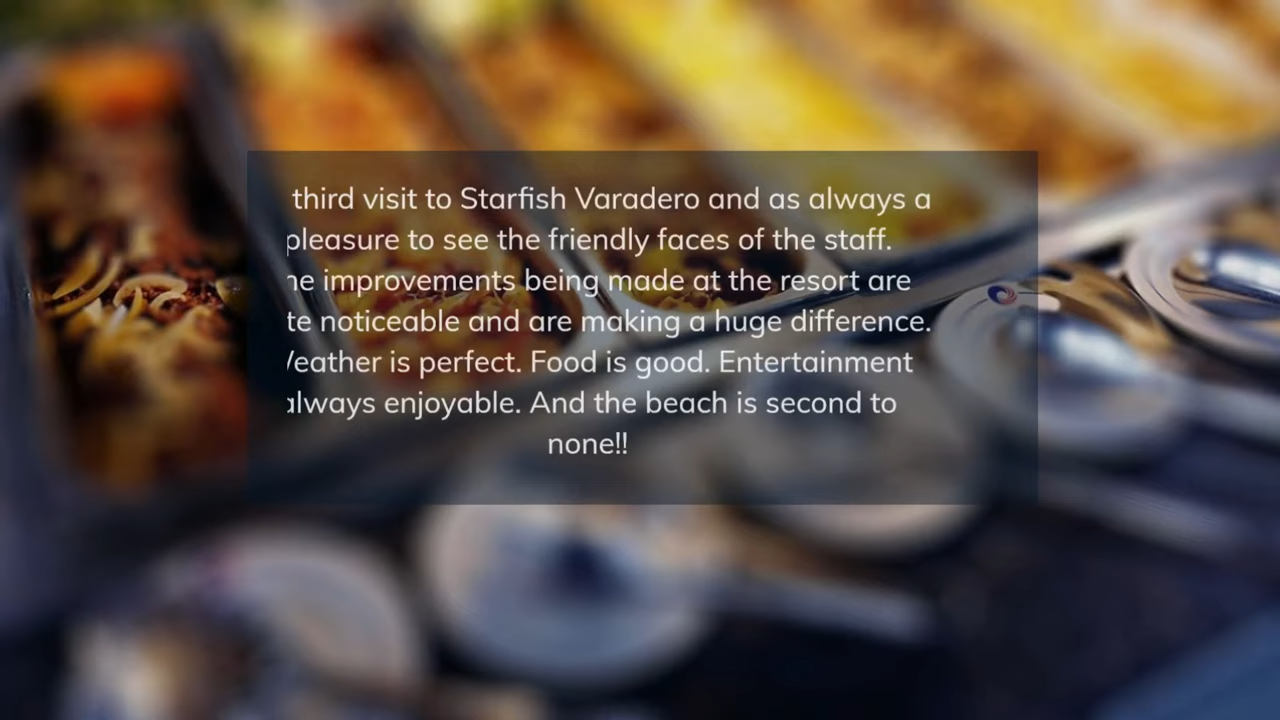 third visit to Starfish Varadero and as always a
pleasure to see the friendly faces of the staff.
improvements being made at the resort are
noticeable and are making a huge difference.
is perfect. Food is good. Entertainment
always enjoyable. And the beach is second to
none!!